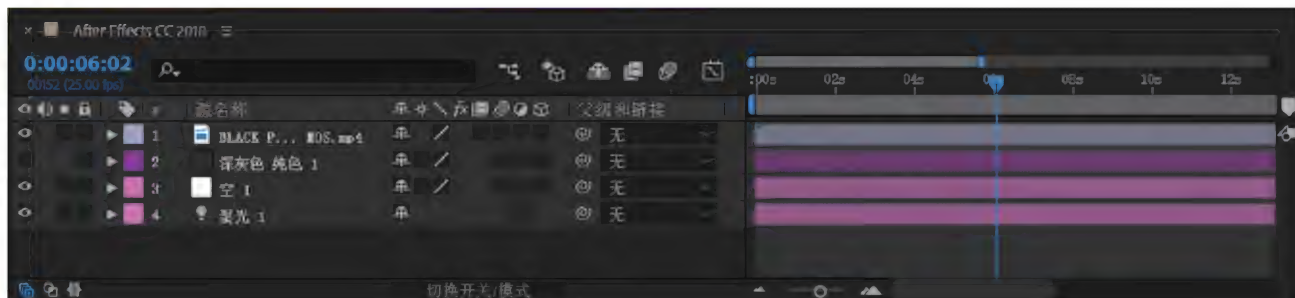 × After Effects CC 2018 ≡
0:00:06:02
00152 (25.00 fps)
:00s 02s 04s 06s 08s 10s 12s
# 源名称 父级和链接
1 BLACK P... MOS.mp4 无
2 深灰色 纯色 1 无
3 空 1 无
4 聚光 1 无
切换开关/模式